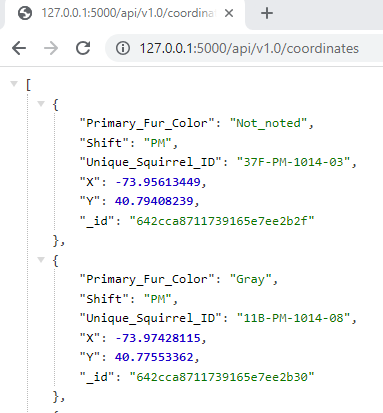 127.0.0.1:5000/api/v1.0/coordinat
127.0.0.1:5000/api/v1.0/coordinates
[
{
"Primary_Fur_Color": "Not_noted",
"Shift": "PM",
"Unique_Squirrel_ID": "37F-PM-1014-03",
"X": -73.95613449,
"Y": 40.79408239,
"_id": "642cca8711739165e7ee2b2f"
},
{
"Primary_Fur_Color": "Gray",
"Shift": "PM",
"Unique_Squirrel_ID": "11B-PM-1014-08",
"X": -73.97428115,
"Y": 40.77553362,
"_id": "642cca8711739165e7ee2b30"
},